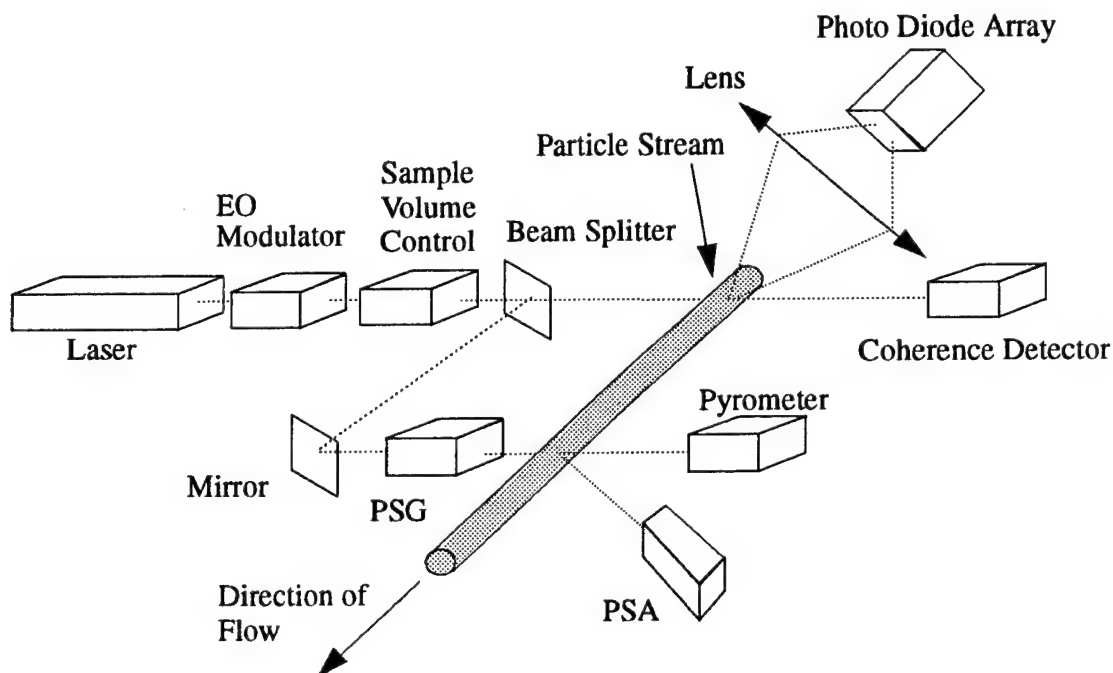 Photo Diode Array
Lens
Particle Stream
Sample
Volume
Control
EO
Modulator
Beam Splitter
Laser
Coherence Detector
Pyrometer
Mirror
PSG
PSA
Direction of
Flow